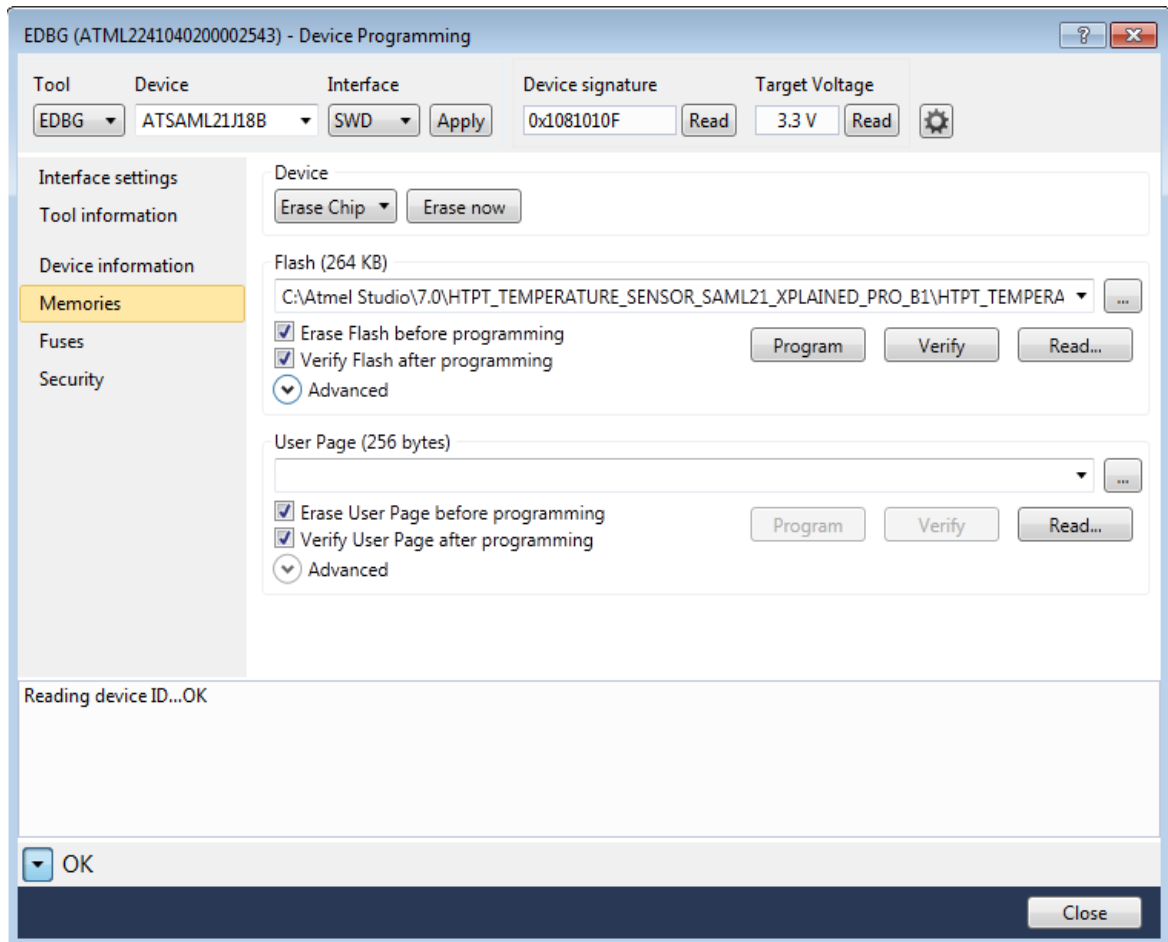 EDBG (ATML2241040200002543) - Device Programming
Tool Device Interface Device signature Target Voltage
EDBG ATSAML21J18B SWD Apply 0x1081010F Read 3.3 V Read
Interface settings
Tool information
Device information
Memories
Fuses
Security
Device
Erase Chip Erase now
Flash (264 KB)
C:\Atmel Studio\7.0\HTPT_TEMPERATURE_SENSOR_SAML21_XPLAINED_PRO_B1\HTPT_TEMPERA ...
Erase Flash before programming
Verify Flash after programming
Program Verify Read...
Advanced
User Page (256 bytes)
...
Erase User Page before programming
Verify User Page after programming
Program Verify Read...
Advanced
Reading device ID...OK
OK
Close